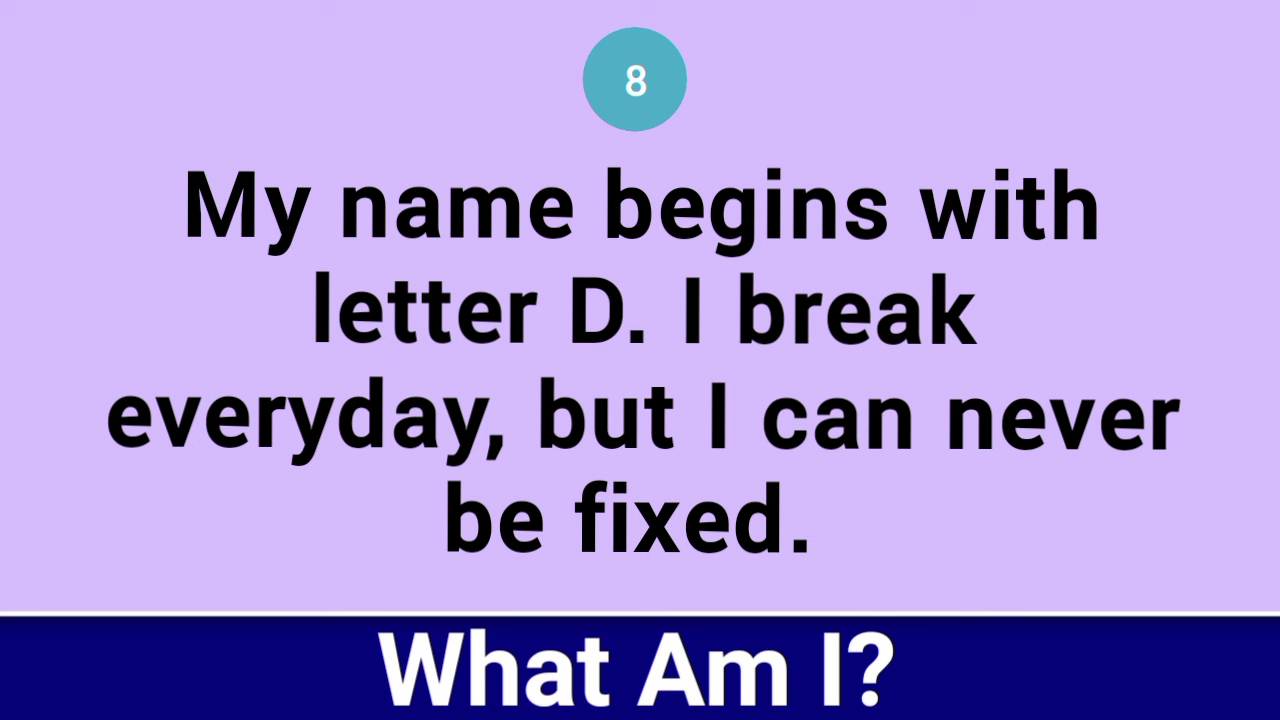 8
My name begins with
letter D. I break
everyday, but I can never
be fixed.
What Am I?